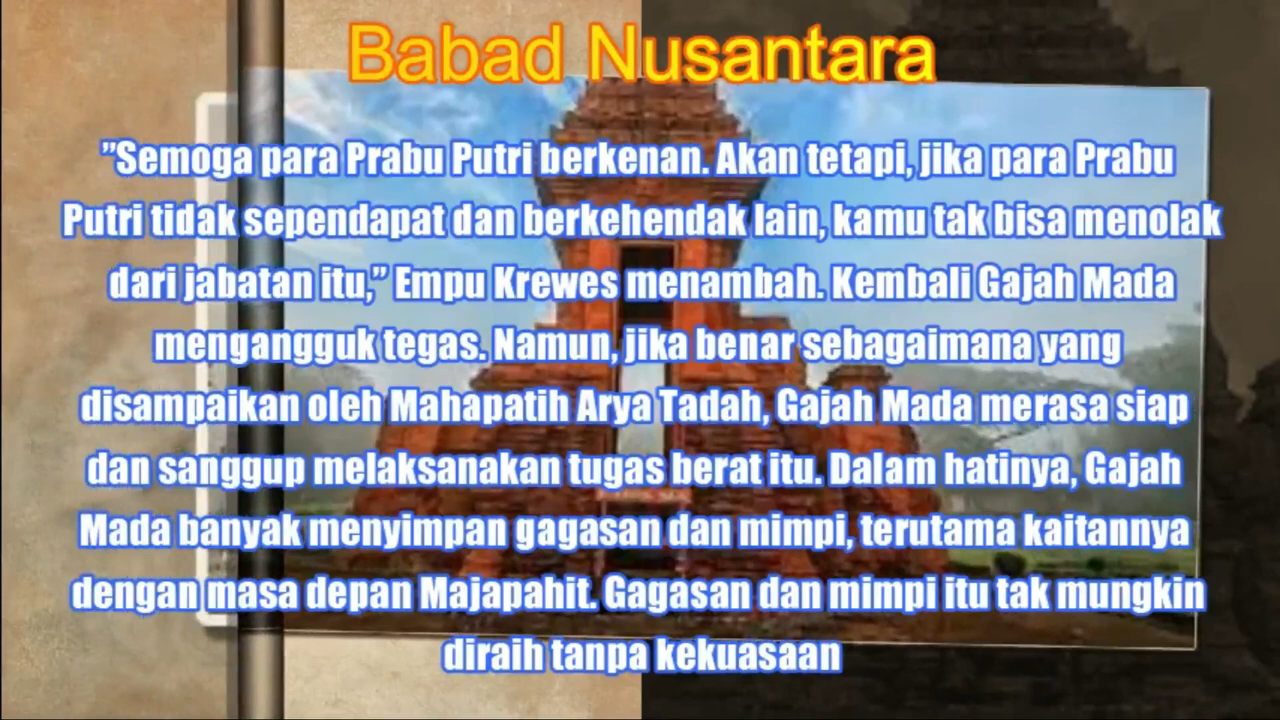 Babad Nusantara
”Semoga para Prabu Putri berkenan. Akan tetapi, jika para Prabu
Putri tidak sependapat dan berkehendak lain, kamu tak bisa menolak
dari jabatan itu,” Empu Krewes menambah. Kembali Gajah Mada
mengangguk tegas. Namun, jika benar sebagaimana yang
disampaikan oleh Mahapatih Arya Tadah, Gajah Mada merasa siap
dan sanggup melaksanakan tugas berat itu. Dalam hatinya, Gajah
Mada banyak menyimpan gagasan dan mimpi, terutama kaitannya
dengan masa depan Majapahit. Gagasan dan mimpi itu tak mungkin
diraih tanpa kekuasaan